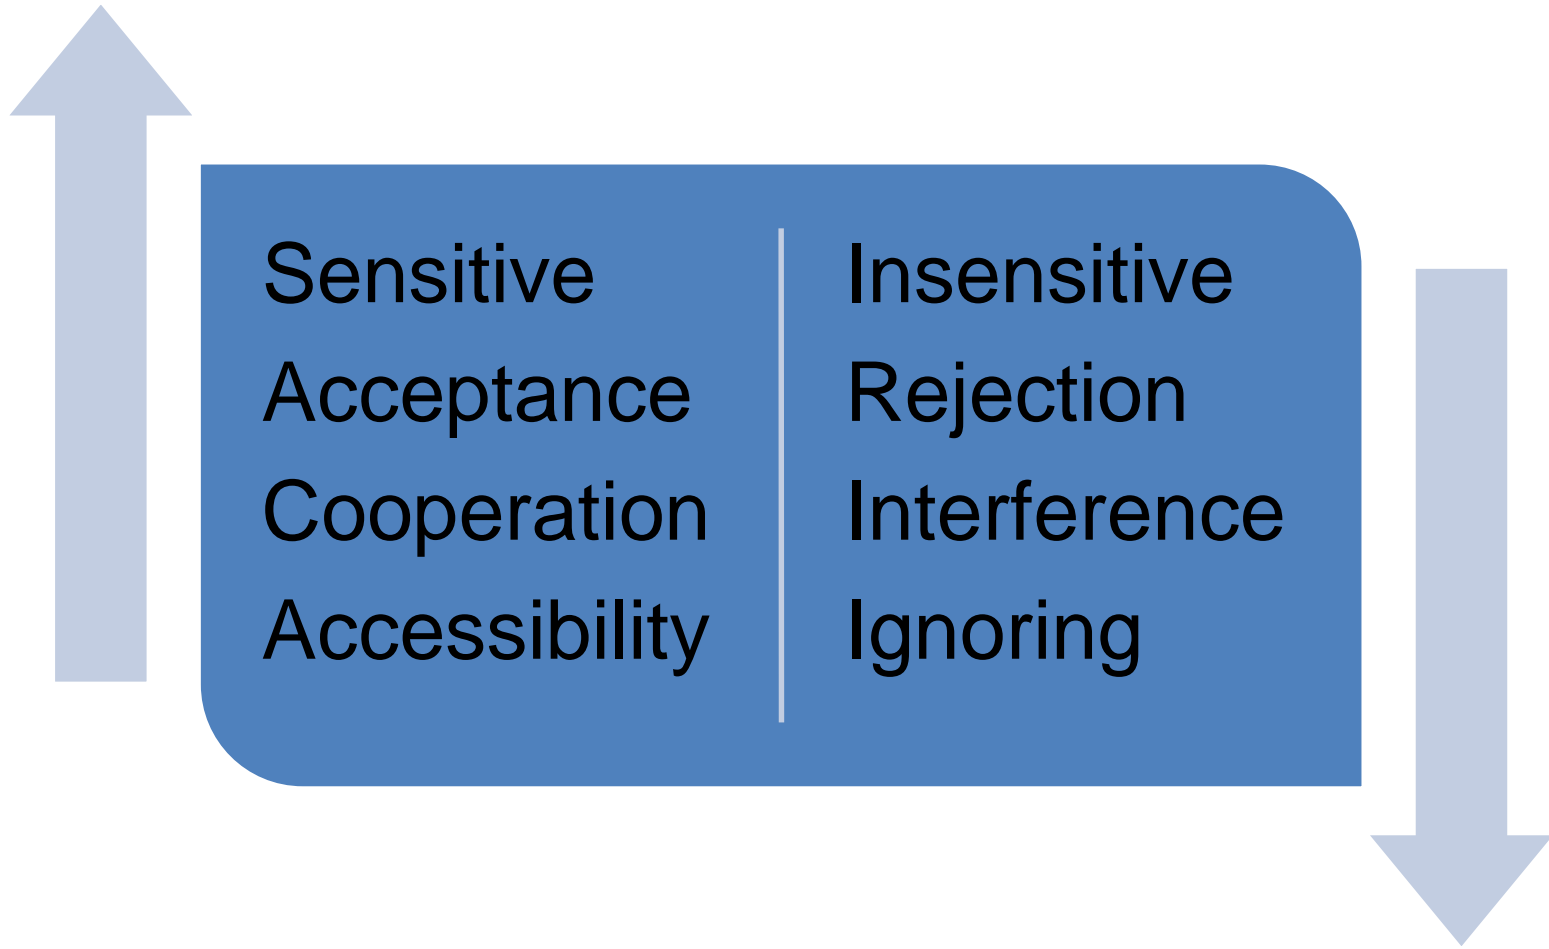 Sensitive
Acceptance
Cooperation
Accessibility
Insensitive
Rejection
Interference
Ignoring